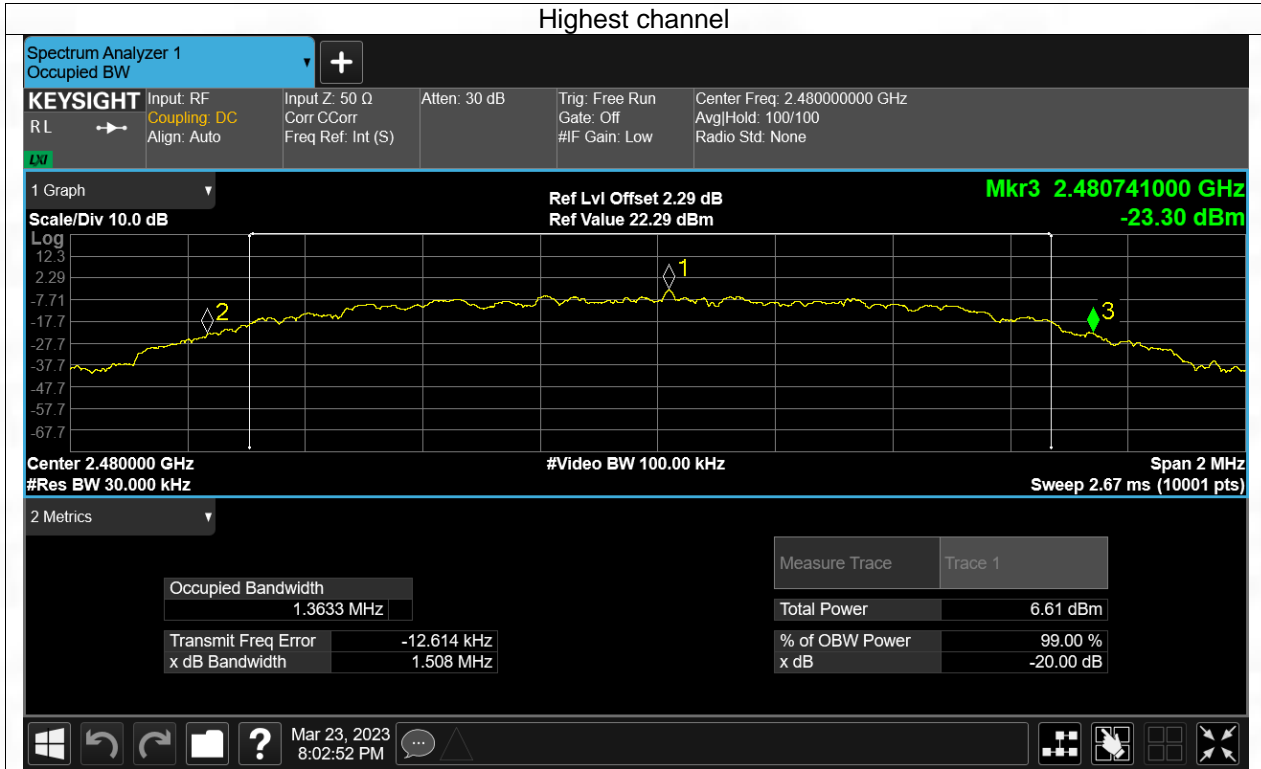 Highest channel
Spectrum Analyzer 1
Occupied BW
+
KEYSIGHT
R L
LXI
Input: RF
Coupling: DC
Align: Auto
Input Z: 50 Ω
Corr CCorr
Freq Ref: Int (S)
Atten: 30 dB
Trig: Free Run
Gate: Off
#IF Gain: Low
Center Freq: 2.480000000 GHz
Avg|Hold: 100/100
Radio Std: None
1 Graph
Scale/Div 10.0 dB
Ref Lvl Offset 2.29 dB
Ref Value 22.29 dBm
Mkr3 2.480741000 GHz
-23.30 dBm
Log
12.3
2.29
-7.71
-17.7
-27.7
-37.7
-47.7
-57.7
-67.7
1
2
3
Center 2.480000 GHz
#Video BW 100.00 kHz
Span 2 MHz
#Res BW 30.000 kHz
Sweep 2.67 ms (10001 pts)
2 Metrics
Measure Trace Trace 1
Occupied Bandwidth
1.3633 MHz
Total Power 6.61 dBm
Transmit Freq Error -12.614 kHz
% of OBW Power 99.00 %
x dB Bandwidth 1.508 MHz
x dB -20.00 dB
?
Mar 23, 2023
8:02:52 PM